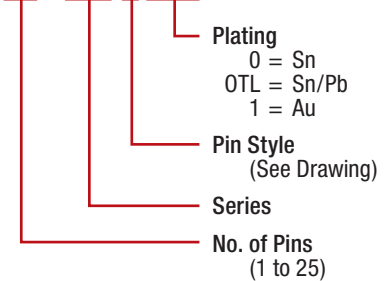 Plating
0 = Sn
OTL = Sn/Pb
1 = Au
Pin Style
(See Drawing)
Series
No. of Pins
(1 to 25)